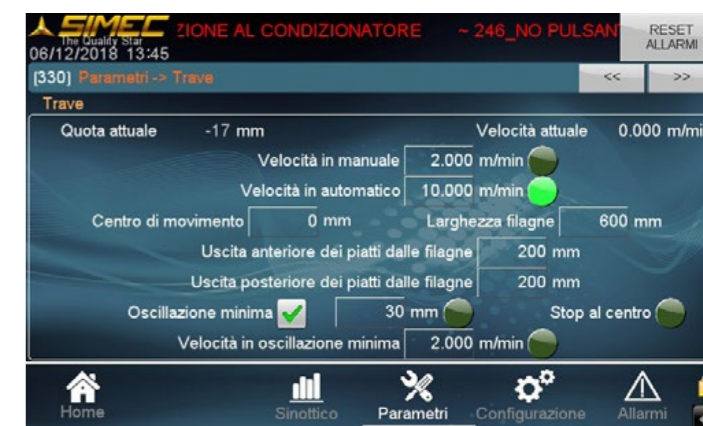 SIMEC
The Quality Star
ZIONE AL CONDIZIONATORE ~ 246_NO PULSAN
RESET
ALLARMI
06/12/2018 13:45
[330] Parametri -> Trave
<< >>
Trave
Quota attuale -17 mm Velocità attuale 0.000 m/mi
Velocità in manuale 2.000 m/min
Velocità in automatico 10.000 m/min
Centro di movimento 0 mm Larghezza filagne 600 mm
Uscita anteriore dei piatti dalle filagne 200 mm
Uscita posteriore dei piatti dalle filagne 200 mm
Oscillazione minima 30 mm Stop al centro
Velocità in oscillazione minima 2.000 m/min
Home Sinottico Parametri Configurazione Allarmi